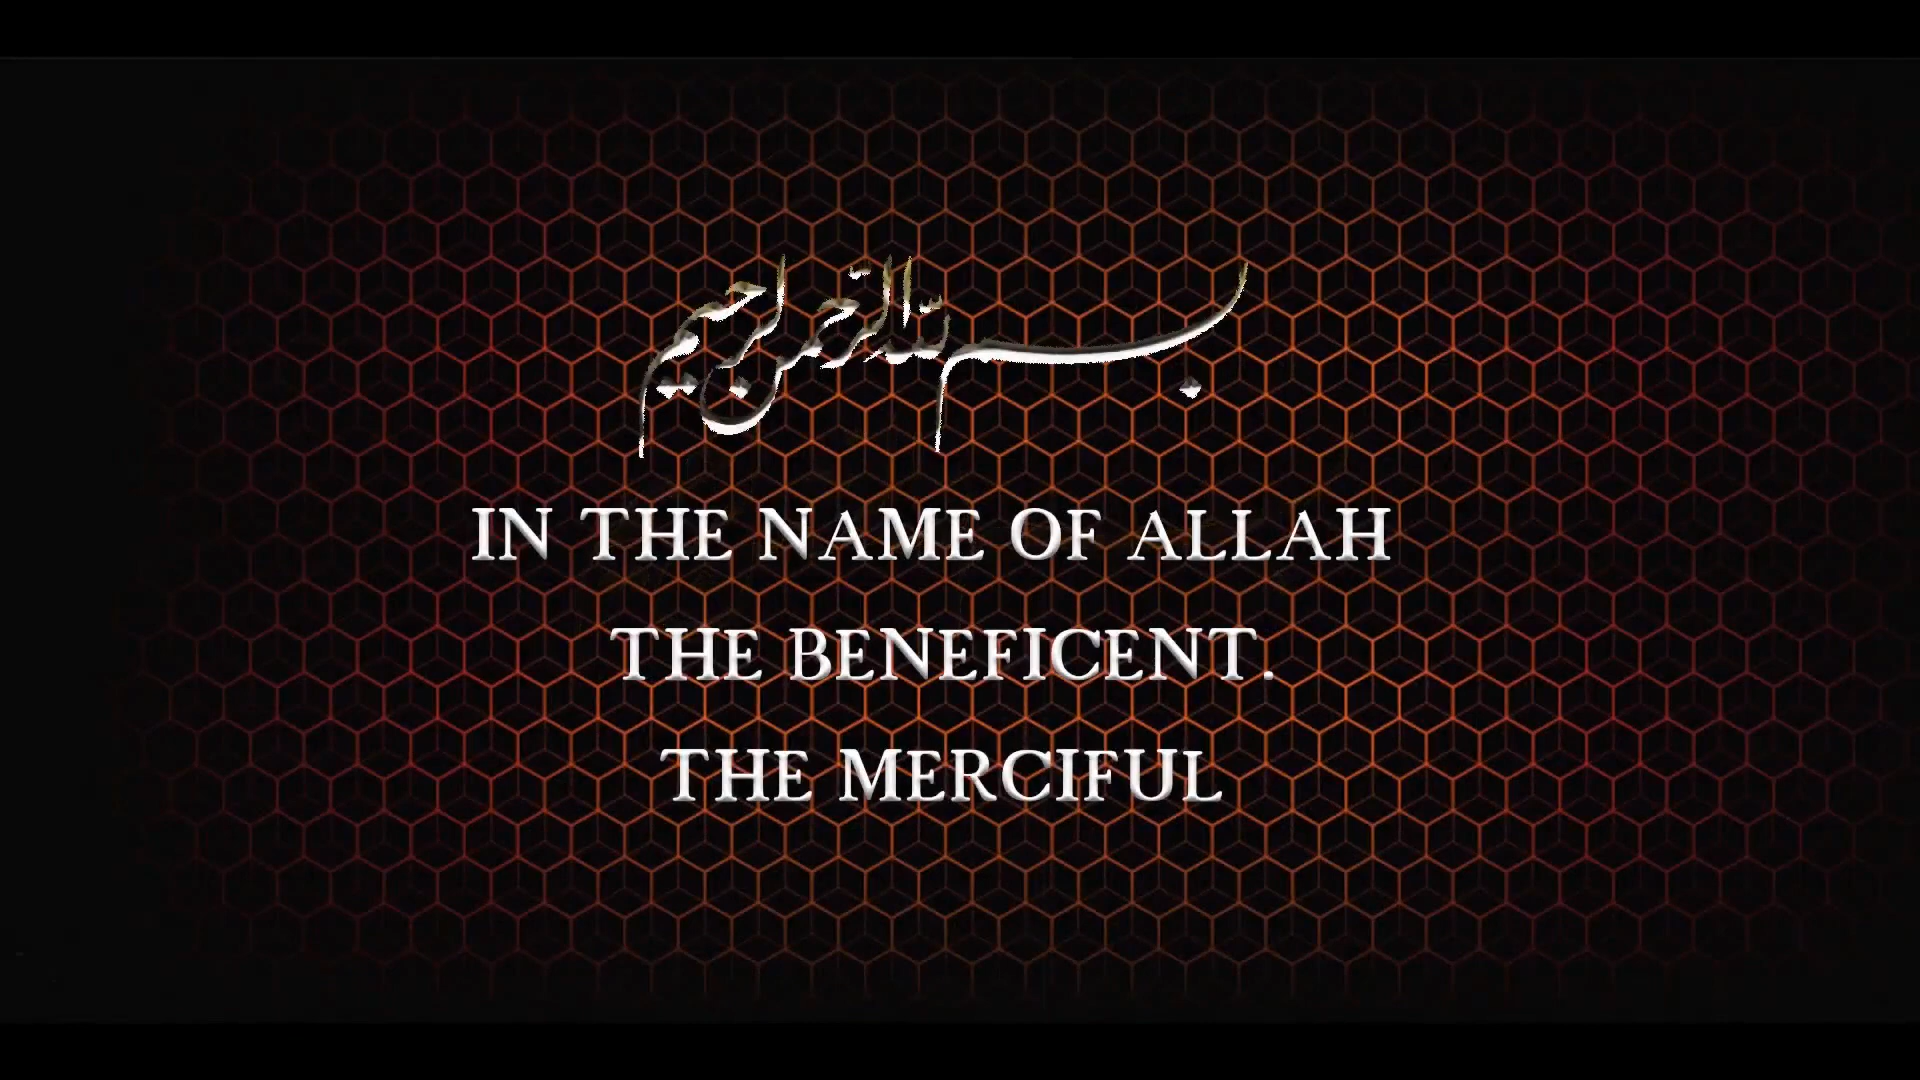 بسم الله الرحمن الرحيم
IN THE NAME OF ALLAH
THE BENEFICENT.
THE MERCIFUL